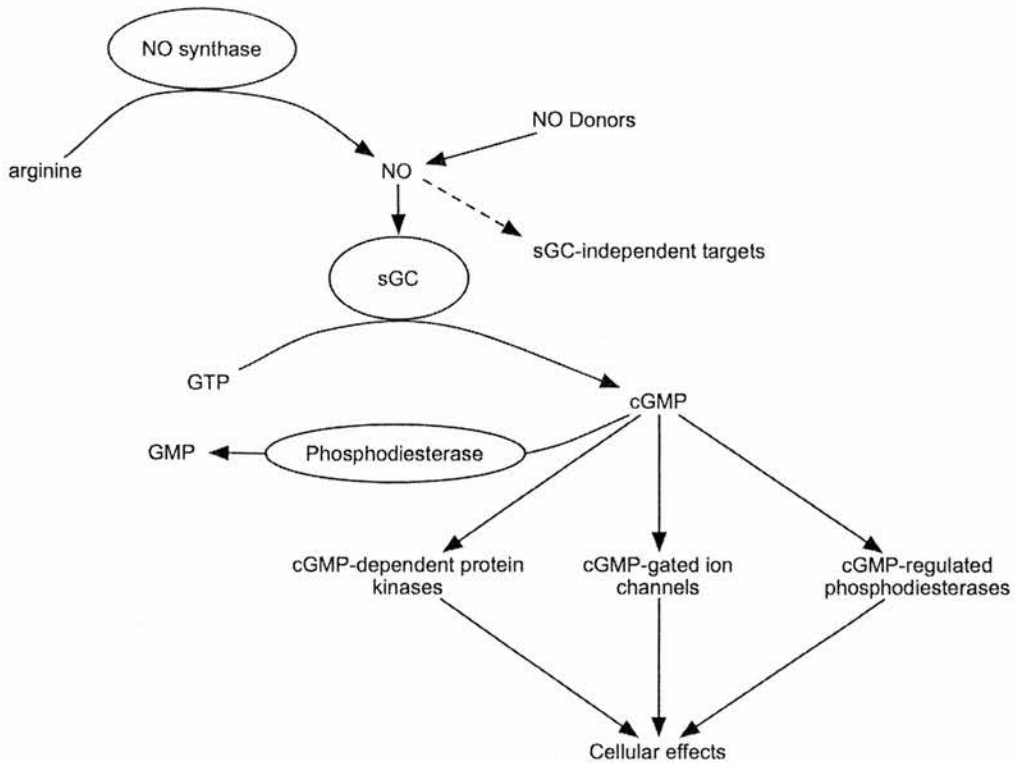 NO synthase
NO Donors
arginine
NO
sGC-independent targets
sGC
GTP
cGMP
GMP
Phosphodiesterase
cGMP-dependent protein
kinases
cGMP-gated ion
channels
cGMP-regulated
phosphodiesterases
Cellular effects